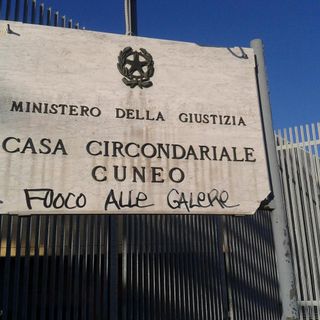 MINISTERO DELLA GIUSTIZIA
CASA CIRCONDARIALE
CUNEO
FUOCO ALLE GALERE